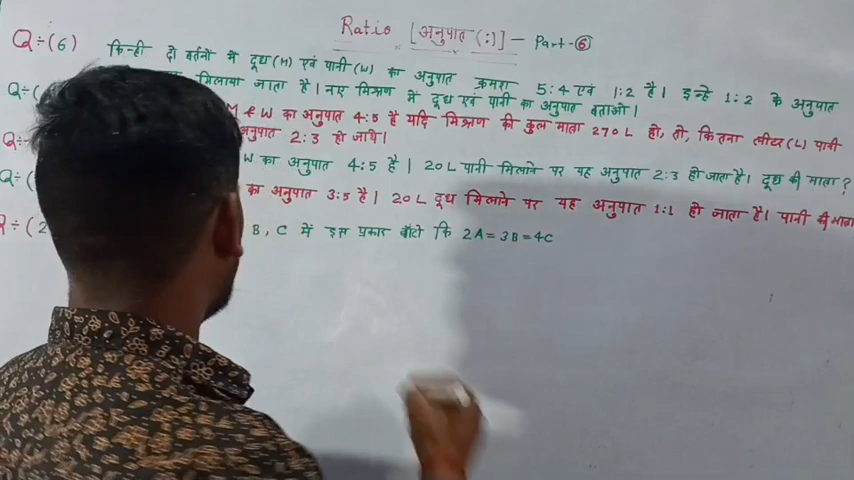 Ratio [अनुपात (:)] - Part-⑥
Q÷(6) किन्ही दो बर्तनो में दूध (M) एवं पानी (W) का अनुपात क्रमश 5:4 एवं 1:2 है। इन्हे 1:2 के अनुपात
Q÷( मिलाया जाता है। नए मिश्रण में दूध एवं पानी का अनुपात बताओ।
Q÷ M & W का अनुपात 4:5 है यदि मिश्रण की कुल माता 270 L हो, तो, कितना लीटर (L) पानी
अनुपात 2:3 हो जाये।
Q÷( W का अनुपात 4:5 है। 20 L पानी मिलाने पर यह अनुपात 2:3 हो जाता है। दूध की माता?
Q÷( का अनुपात 3:5 है। 20 L दूध मिलाने पर यह अनुपात 1:1 हो जाता है। पानी की माता
Q÷(2 B, C में इस प्रकार बाँटो कि 2A=3B=4C